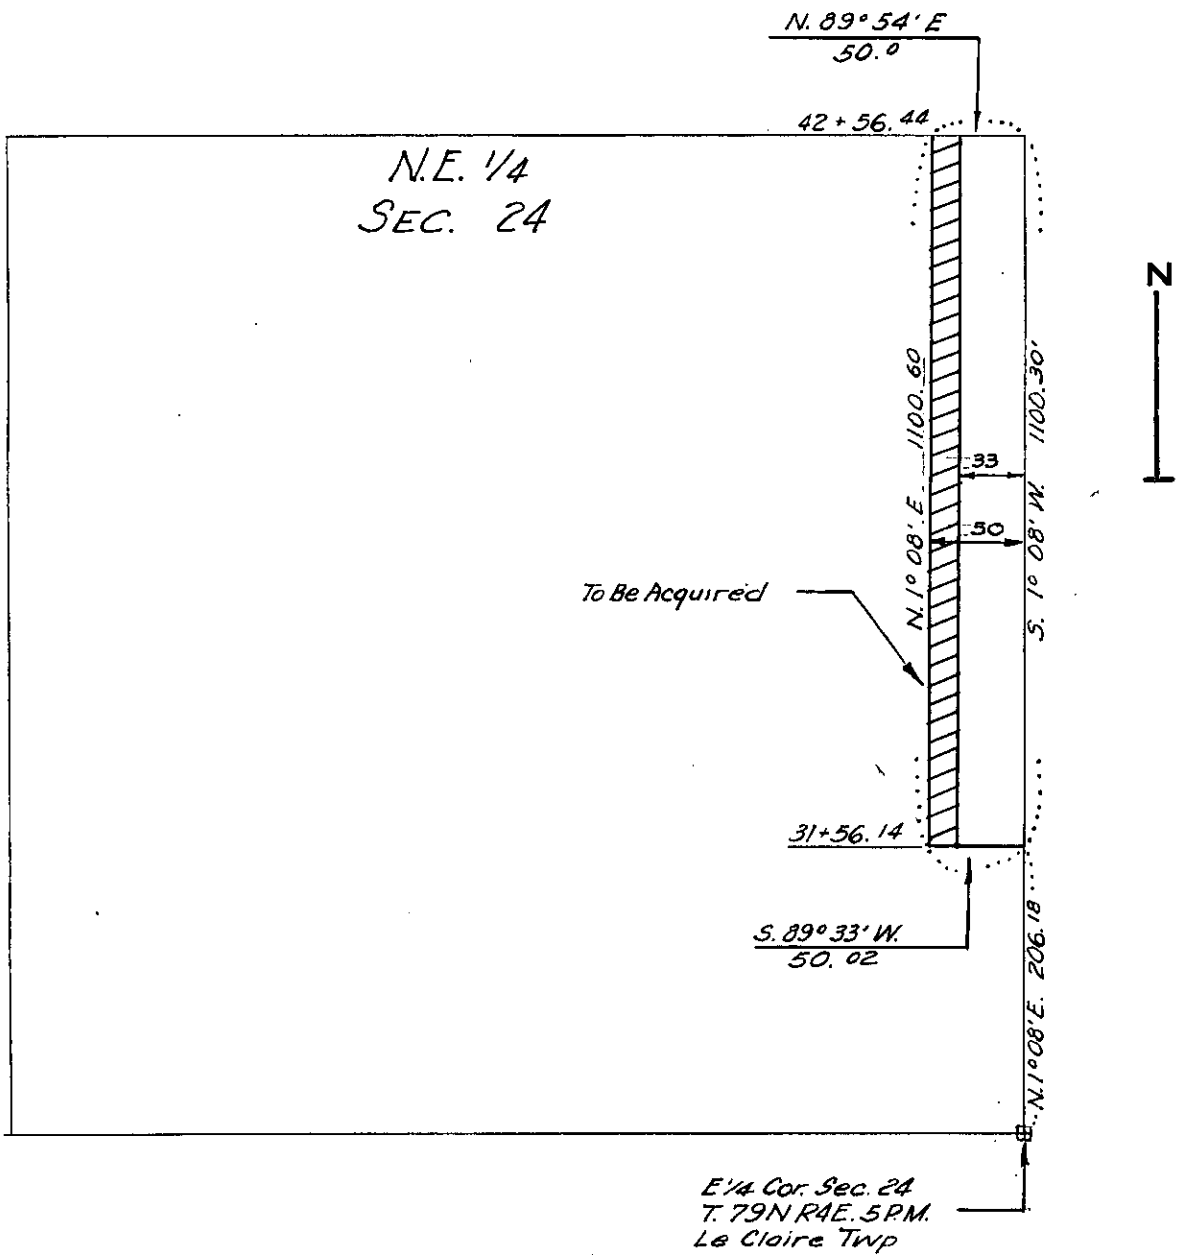 N. 89° 54' E
50.0
42 + 56.44
N.E. 1/4
SEC. 24
N
N. 1° 08' E 1100.60
S. 1° 08' W. 1100.30'
33
50
To Be Acquired
31+56.14
S. 89° 33' W.
50.02
N. 1° 08' E. 206.18
E 1/4 Cor. Sec. 24
T. 79N R4E. 5 P.M.
Le Claire Twp